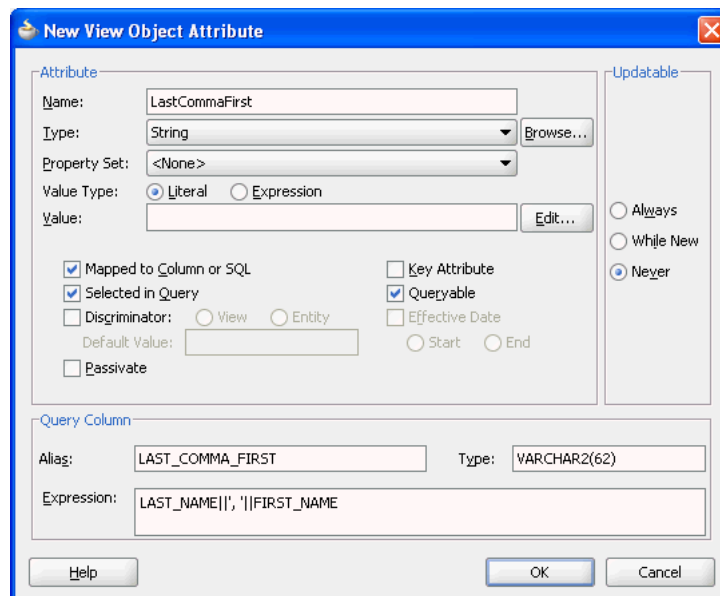 New View Object Attribute
Attribute
Updatable
Name: LastCommaFirst
Type: String Browse...
Property Set: <None>
Value Type: Literal Expression
Value: Edit...
Always
While New
Never
Mapped to Column or SQL Key Attribute
Selected in Query Queryable
Discriminator: View Entity Effective Date
Default Value: Start End
Passivate
Query Column
Alias: LAST_COMMA_FIRST Type: VARCHAR2(62)
Expression: LAST_NAME||', '||FIRST_NAME
Help OK Cancel